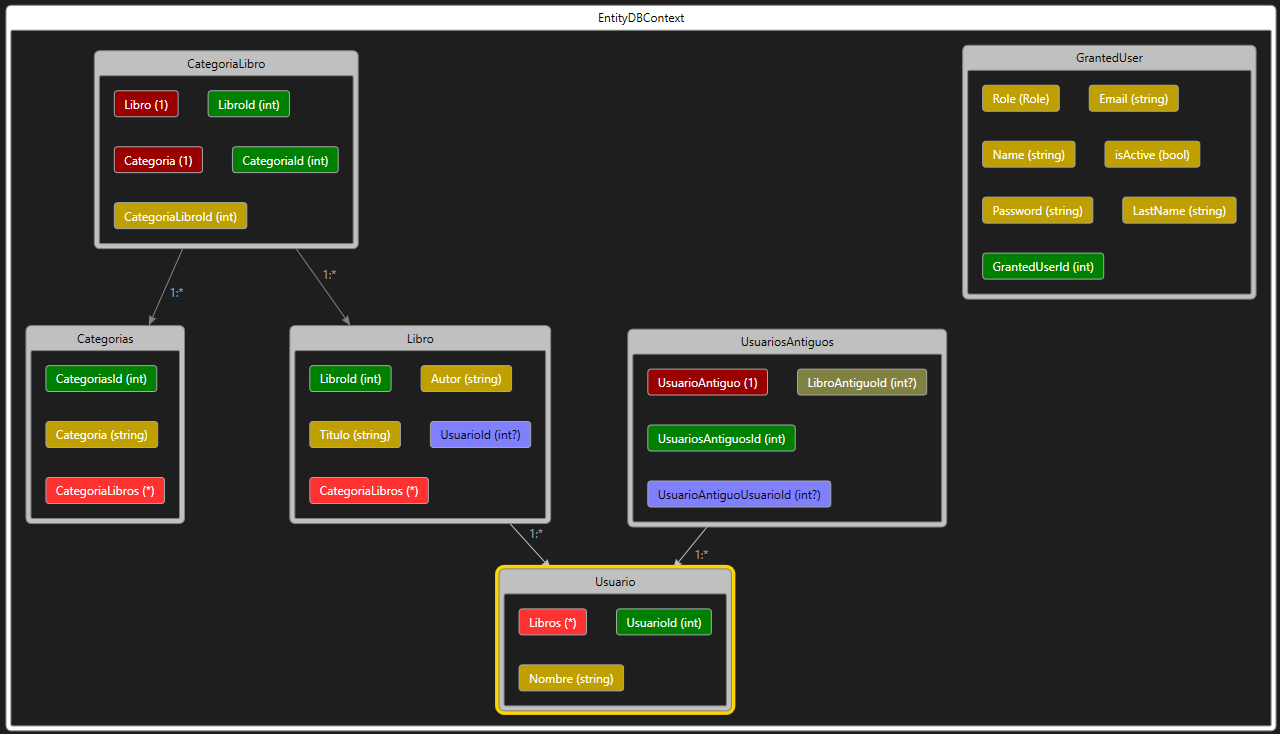 EntityDBContext
CategoriaLibro
Libro (1)
LibroId (int)
Categoria (1)
CategoriaId (int)
CategoriaLibroId (int)
GrantedUser
Role (Role)
Email (string)
Name (string)
isActive (bool)
Password (string)
LastName (string)
GrantedUserId (int)
1:*
1:*
Categorias
CategoriasId (int)
Categoria (string)
CategoriaLibros (*)
Libro
LibroId (int)
Autor (string)
Titulo (string)
UsuarioId (int?)
CategoriaLibros (*)
UsuariosAntiguos
UsuarioAntiguo (1)
LibroAntiguoId (int?)
UsuariosAntiguosId (int)
UsuarioAntiguoUsuarioId (int?)
1:*
1:*
Usuario
Libros (*)
UsuarioId (int)
Nombre (string)